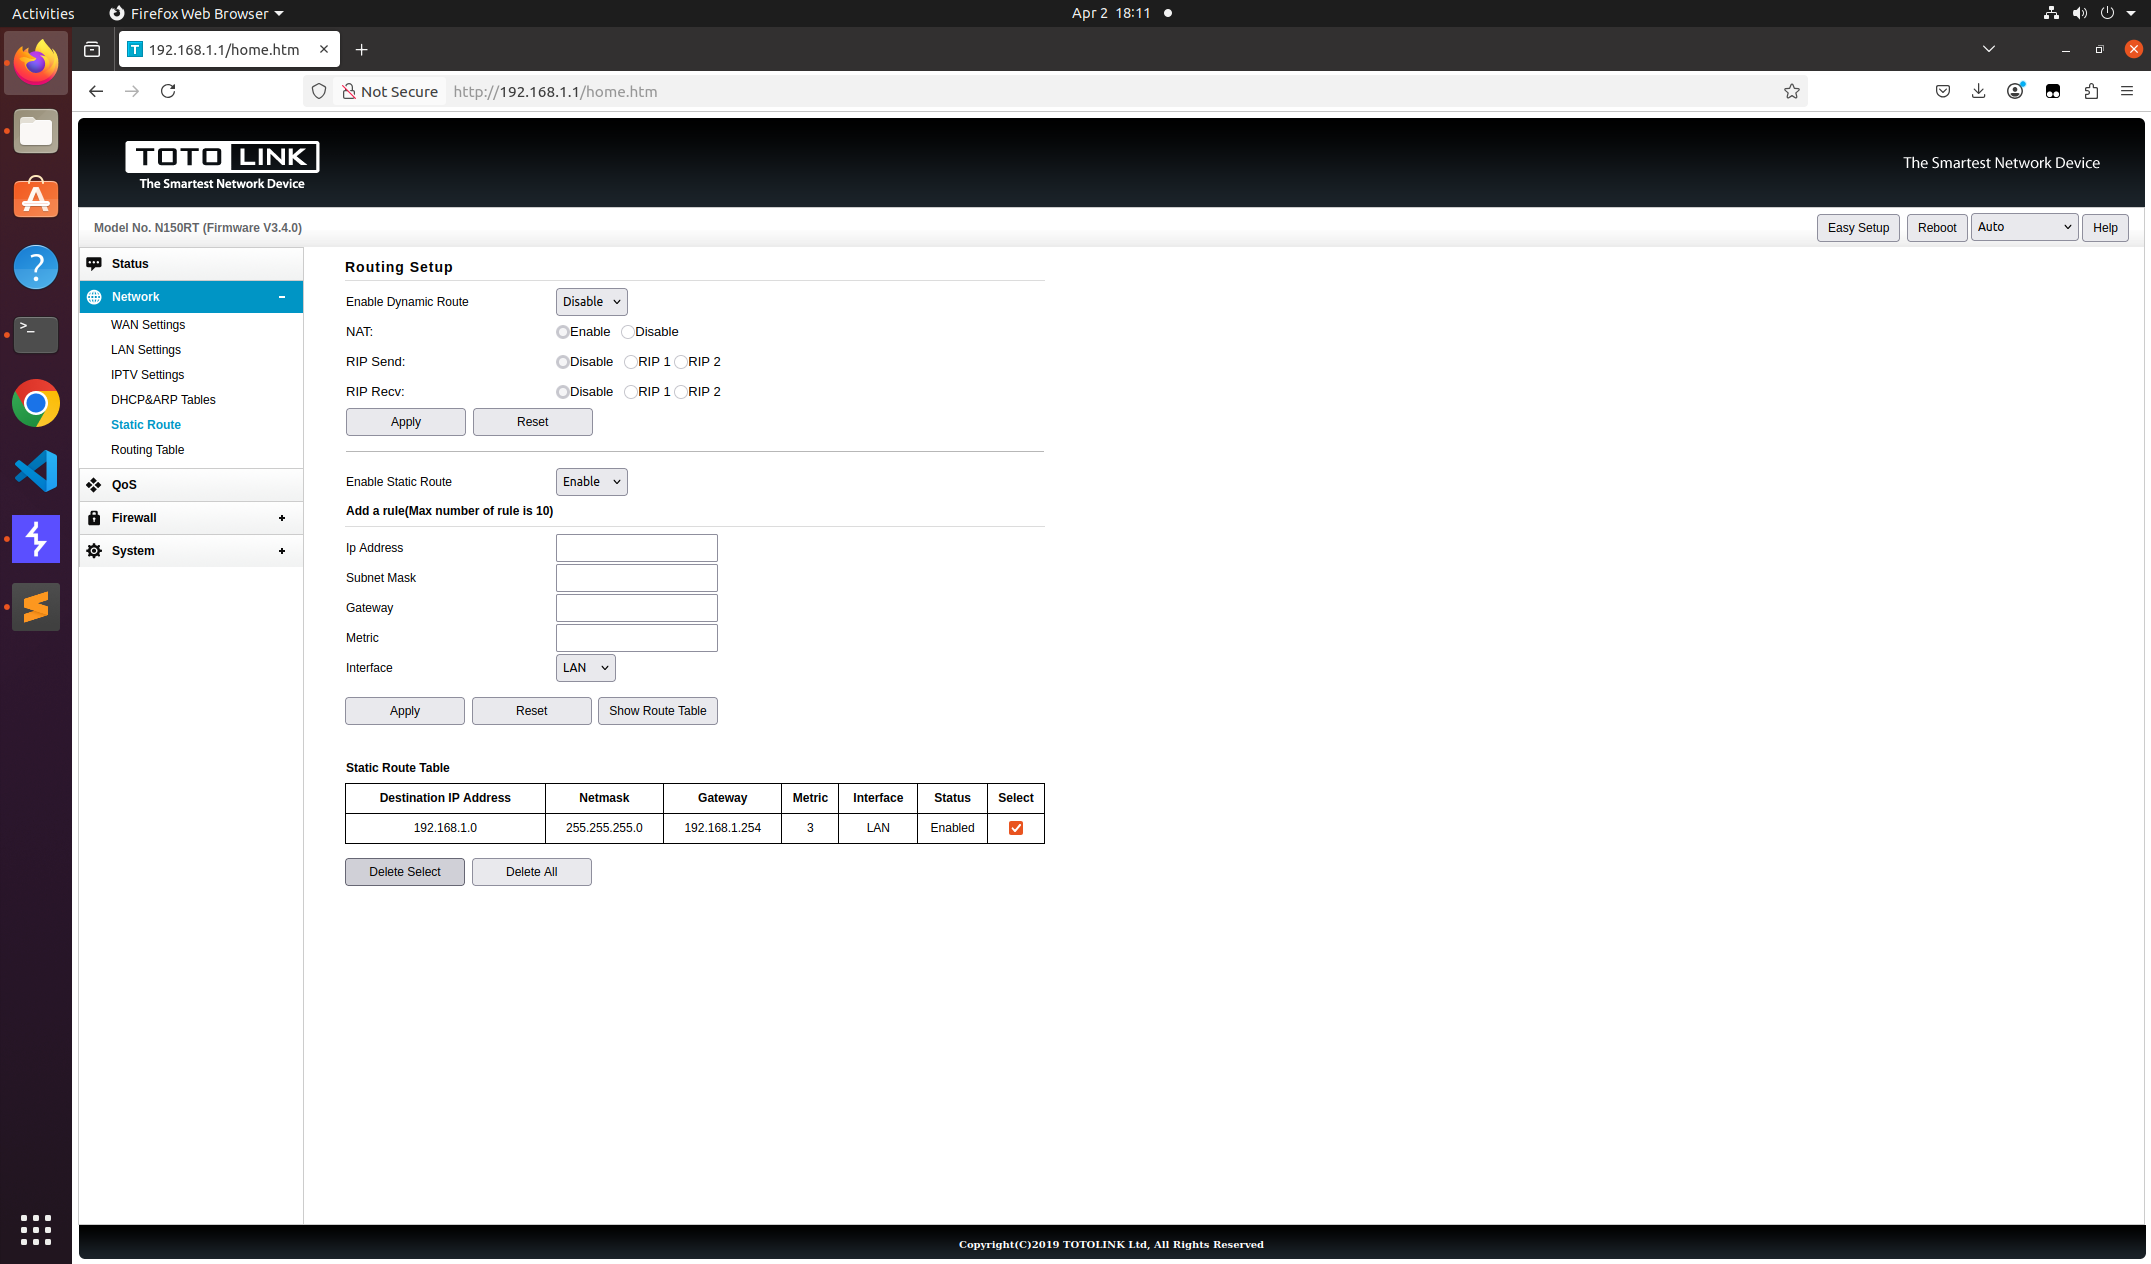 Activities
Firefox Web Browser
Apr 2 18:11
192.168.1.1/home.htm
Not Secure
http://192.168.1.1/home.htm
TOTO LINK
The Smartest Network Device
The Smartest Network Device
Model No. N150RT (Firmware V3.4.0)
Easy Setup
Reboot
Auto
Help
Status
Network
WAN Settings
LAN Settings
IPTV Settings
DHCP&ARP Tables
Static Route
Routing Table
QoS
Firewall
System
Routing Setup
Enable Dynamic Route Disable
NAT: Enable Disable
RIP Send: Disable RIP 1 RIP 2
RIP Recv: Disable RIP 1 RIP 2
Apply Reset
Enable Static Route Enable
Add a rule(Max number of rule is 10)
Ip Address
Subnet Mask
Gateway
Metric
Interface LAN
Apply Reset Show Route Table
Static Route Table
Destination IP Address Netmask Gateway Metric Interface Status Select
192.168.1.0 255.255.255.0 192.168.1.254 3 LAN Enabled
Delete Select Delete All
Copyright(C)2019 TOTOLINK Ltd, All Rights Reserved